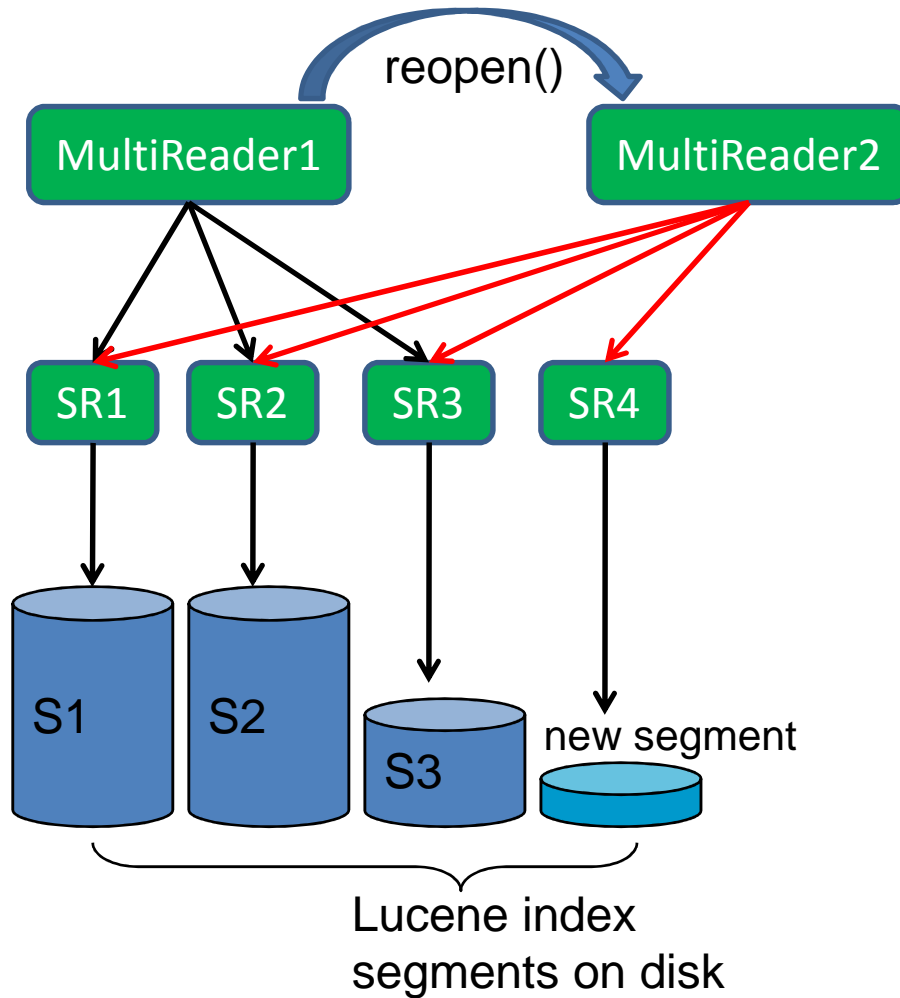 reopen()
MultiReader1
MultiReader2
SR1
SR2
SR3
SR4
S1
S2
S3
new segment
Lucene index
segments on disk